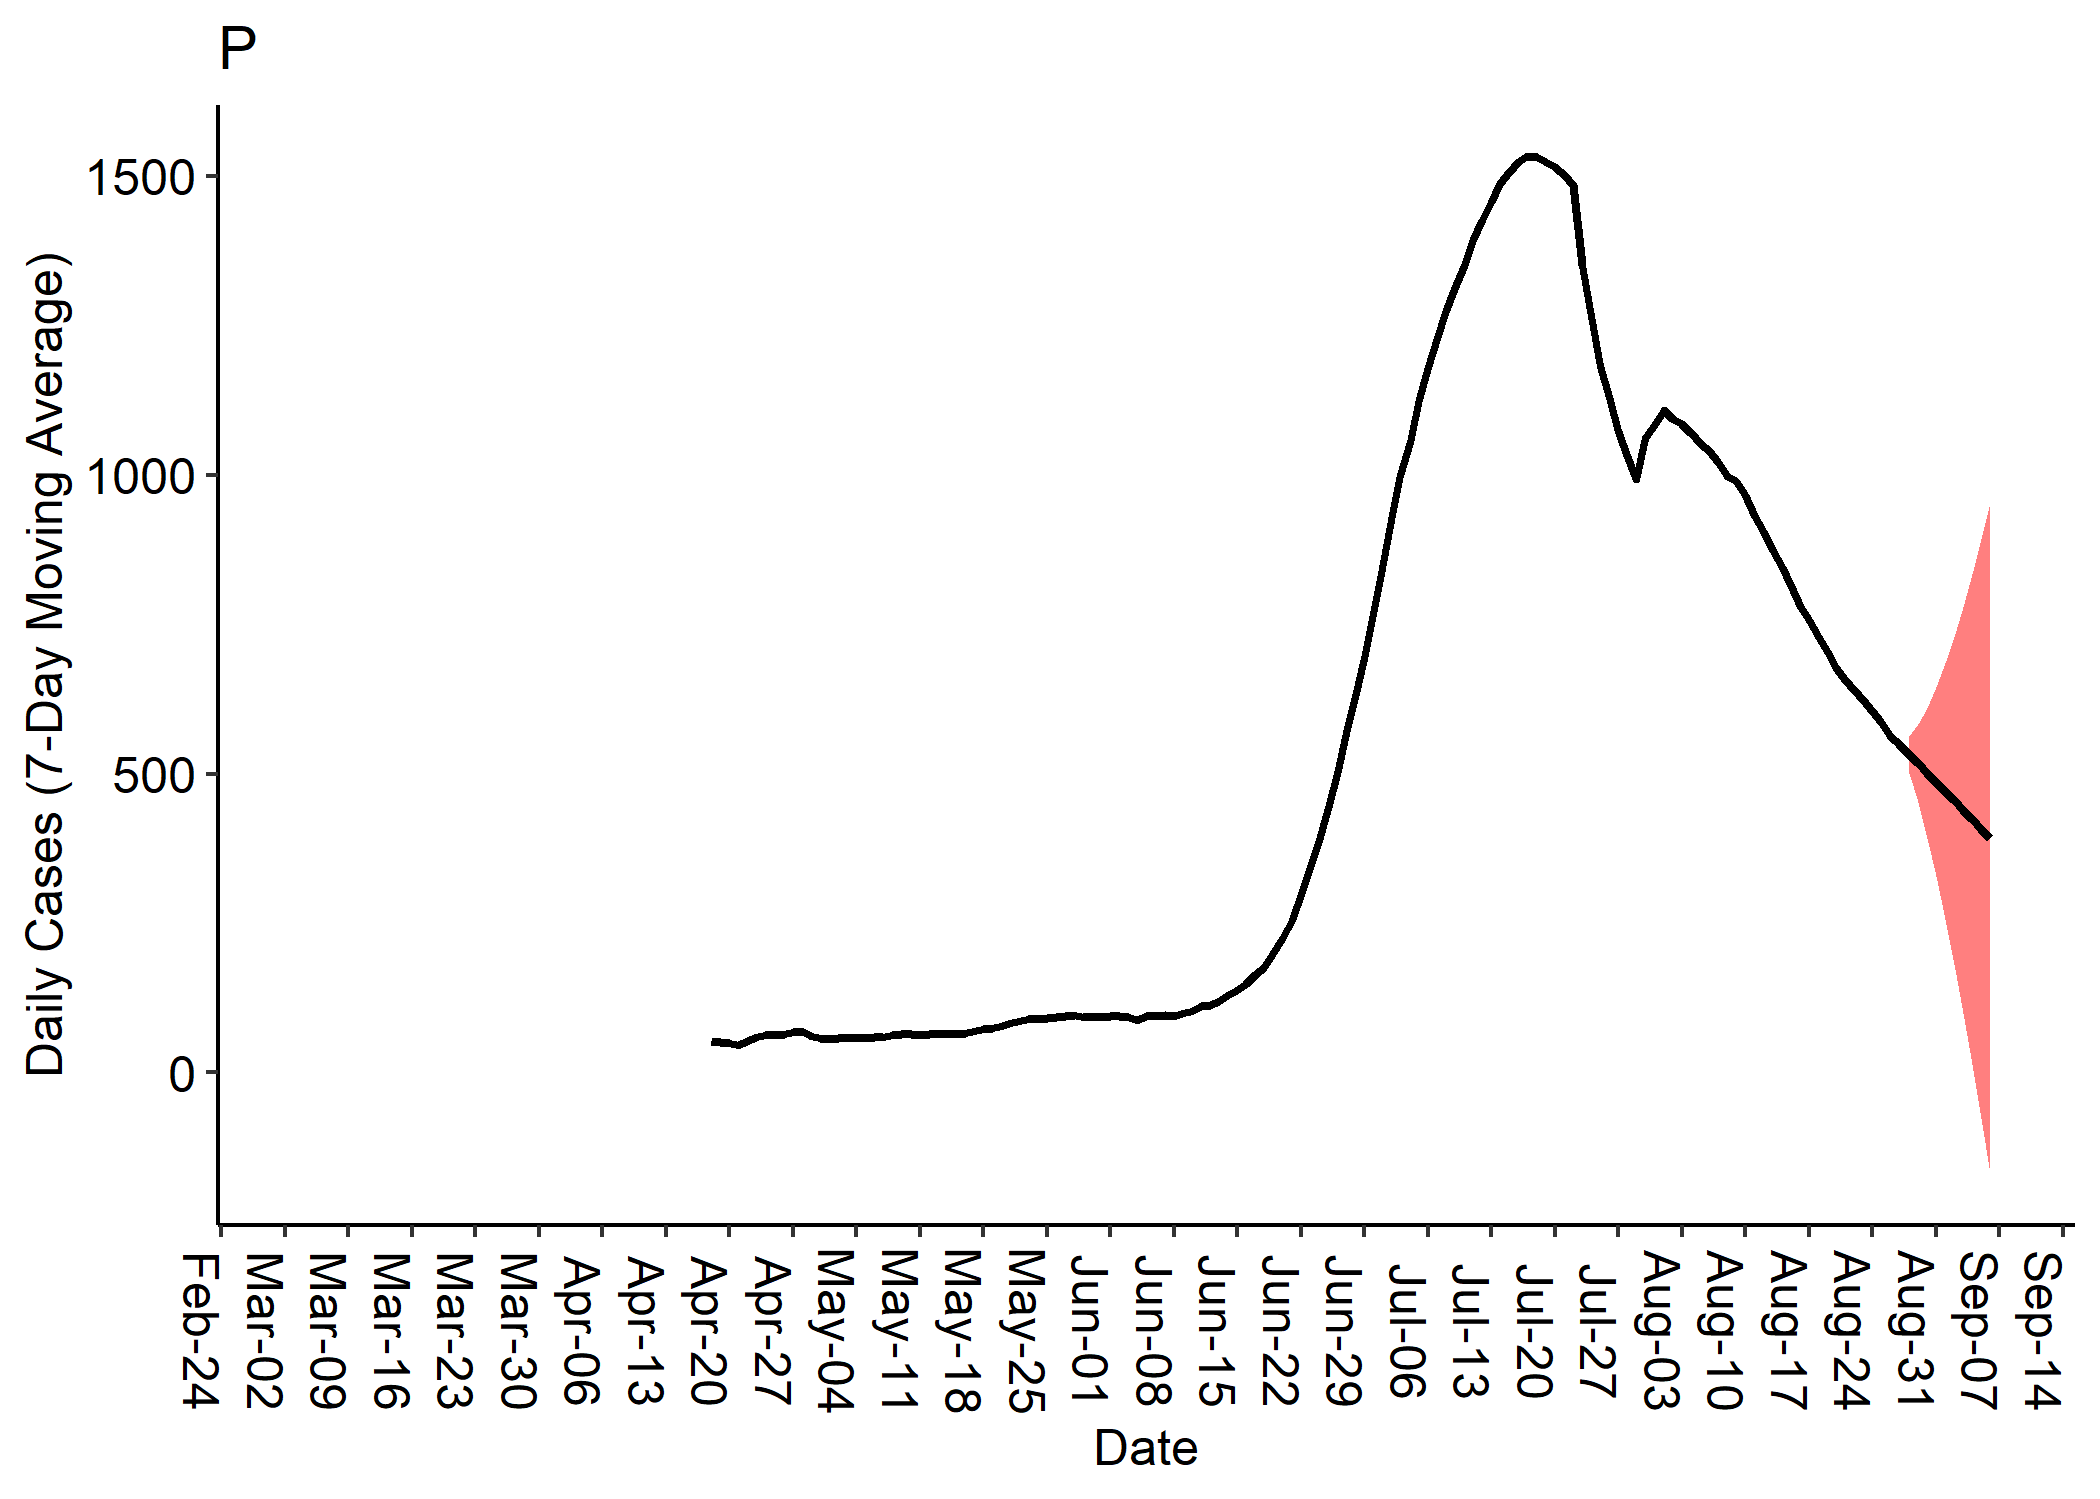 P
Daily Cases (7-Day Moving Average)
1500
1000
500
0
Feb-24
Mar-02
Mar-09
Mar-16
Mar-23
Mar-30
Apr-06
Apr-13
Apr-20
Apr-27
May-04
May-11
May-18
May-25
Jun-01
Jun-08
Jun-15
Jun-22
Jun-29
Jul-06
Jul-13
Jul-20
Jul-27
Aug-03
Aug-10
Aug-17
Aug-24
Aug-31
Sep-07
Sep-14
Date